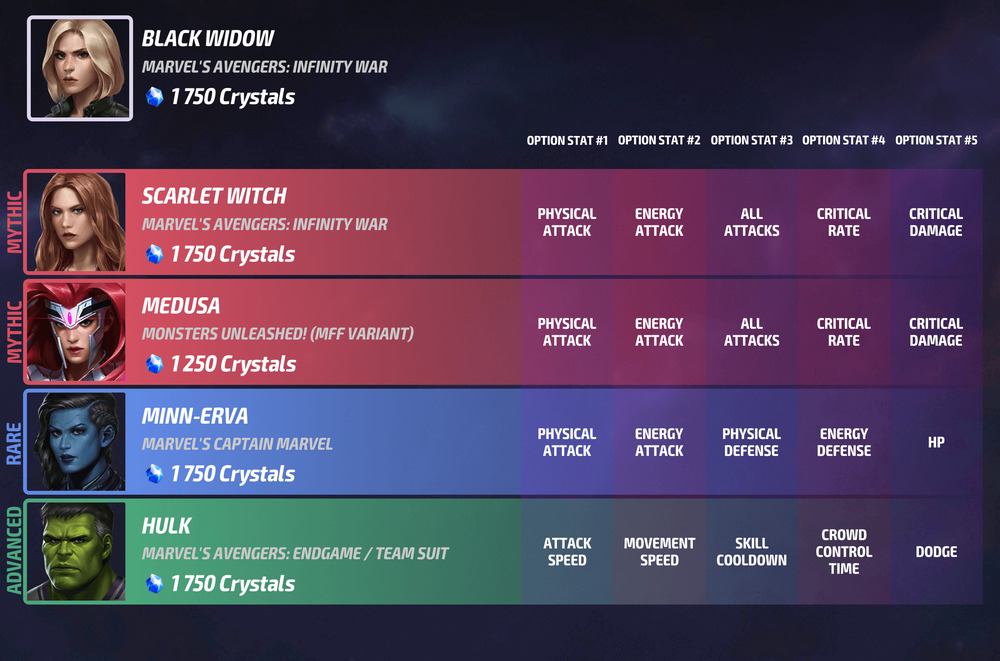 BLACK WIDOW
MARVEL'S AVENGERS: INFINITY WAR
1 750 Crystals
OPTION STAT #1 OPTION STAT #2 OPTION STAT #3 OPTION STAT #4 OPTION STAT #5
MYTHIC
SCARLET WITCH
MARVEL'S AVENGERS: INFINITY WAR
1 750 Crystals
PHYSICAL ATTACK
ENERGY ATTACK
ALL ATTACKS
CRITICAL RATE
CRITICAL DAMAGE
MYTHIC
MEDUSA
MONSTERS UNLEASHED! (MFF VARIANT)
1 250 Crystals
PHYSICAL ATTACK
ENERGY ATTACK
ALL ATTACKS
CRITICAL RATE
CRITICAL DAMAGE
RARE
MINN-ERVA
MARVEL'S CAPTAIN MARVEL
1 750 Crystals
PHYSICAL ATTACK
ENERGY ATTACK
PHYSICAL DEFENSE
ENERGY DEFENSE
HP
ADVANCED
HULK
MARVEL'S AVENGERS: ENDGAME / TEAM SUIT
1 750 Crystals
ATTACK SPEED
MOVEMENT SPEED
SKILL COOLDOWN
CROWD CONTROL TIME
DODGE